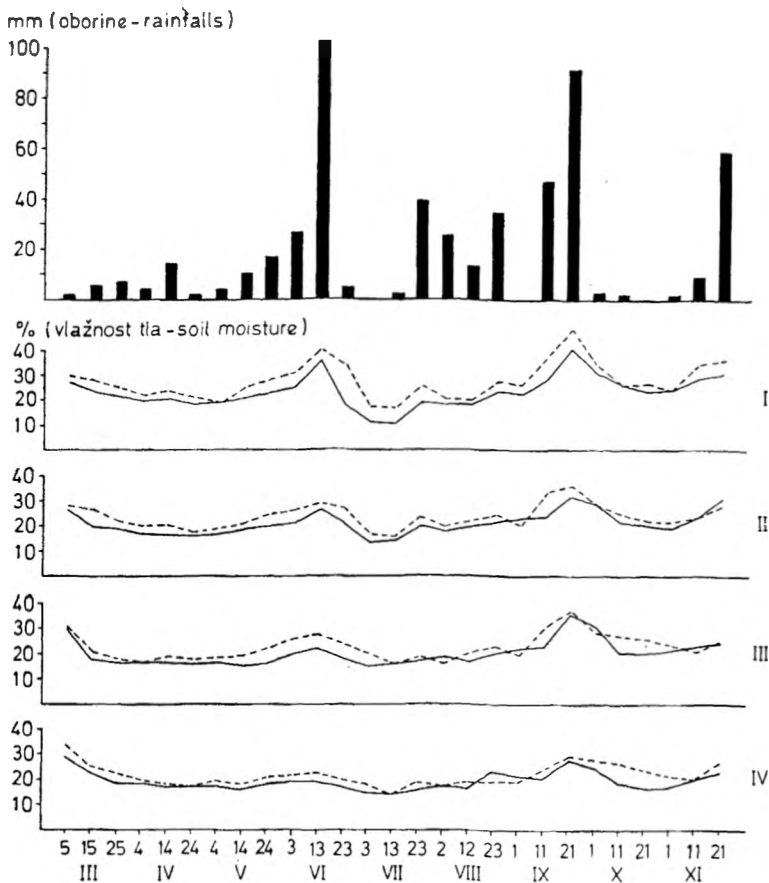 mm (oborine-rainfalls)
100
80
60
40
20
% (vlažnost tla-soil moisture)
40
30
20
10
I
40
30
20
10
II
40
30
20
10
III
40
30
20
10
IV
5 15 25 4 14 24 4 14 24 3 13 23 3 13 23 2 12 23 1 11 21 1 11 21 1 11 21
III IV V VI VII VIII IX X XI